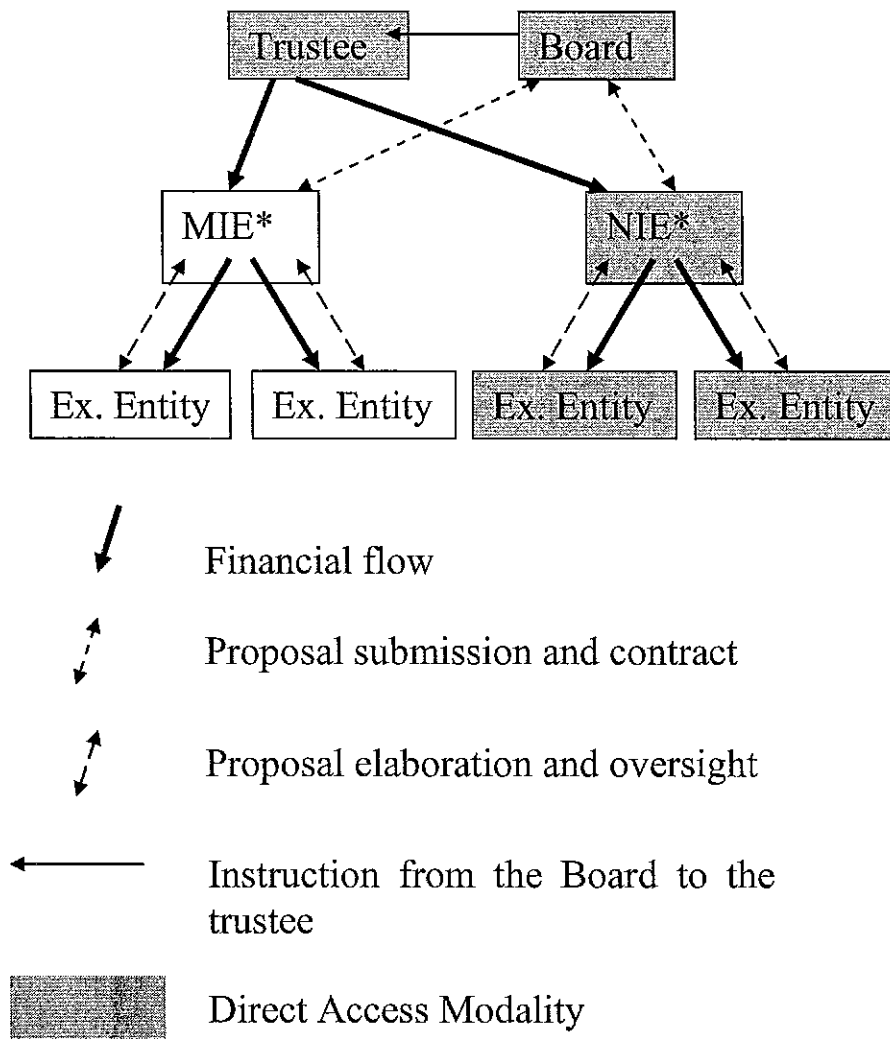 Trustee Board
MIE* NIE*
Ex. Entity Ex. Entity Ex. Entity Ex. Entity
Financial flow
Proposal submission and contract
Proposal elaboration and oversight
Instruction from the Board to the
trustee
Direct Access Modality